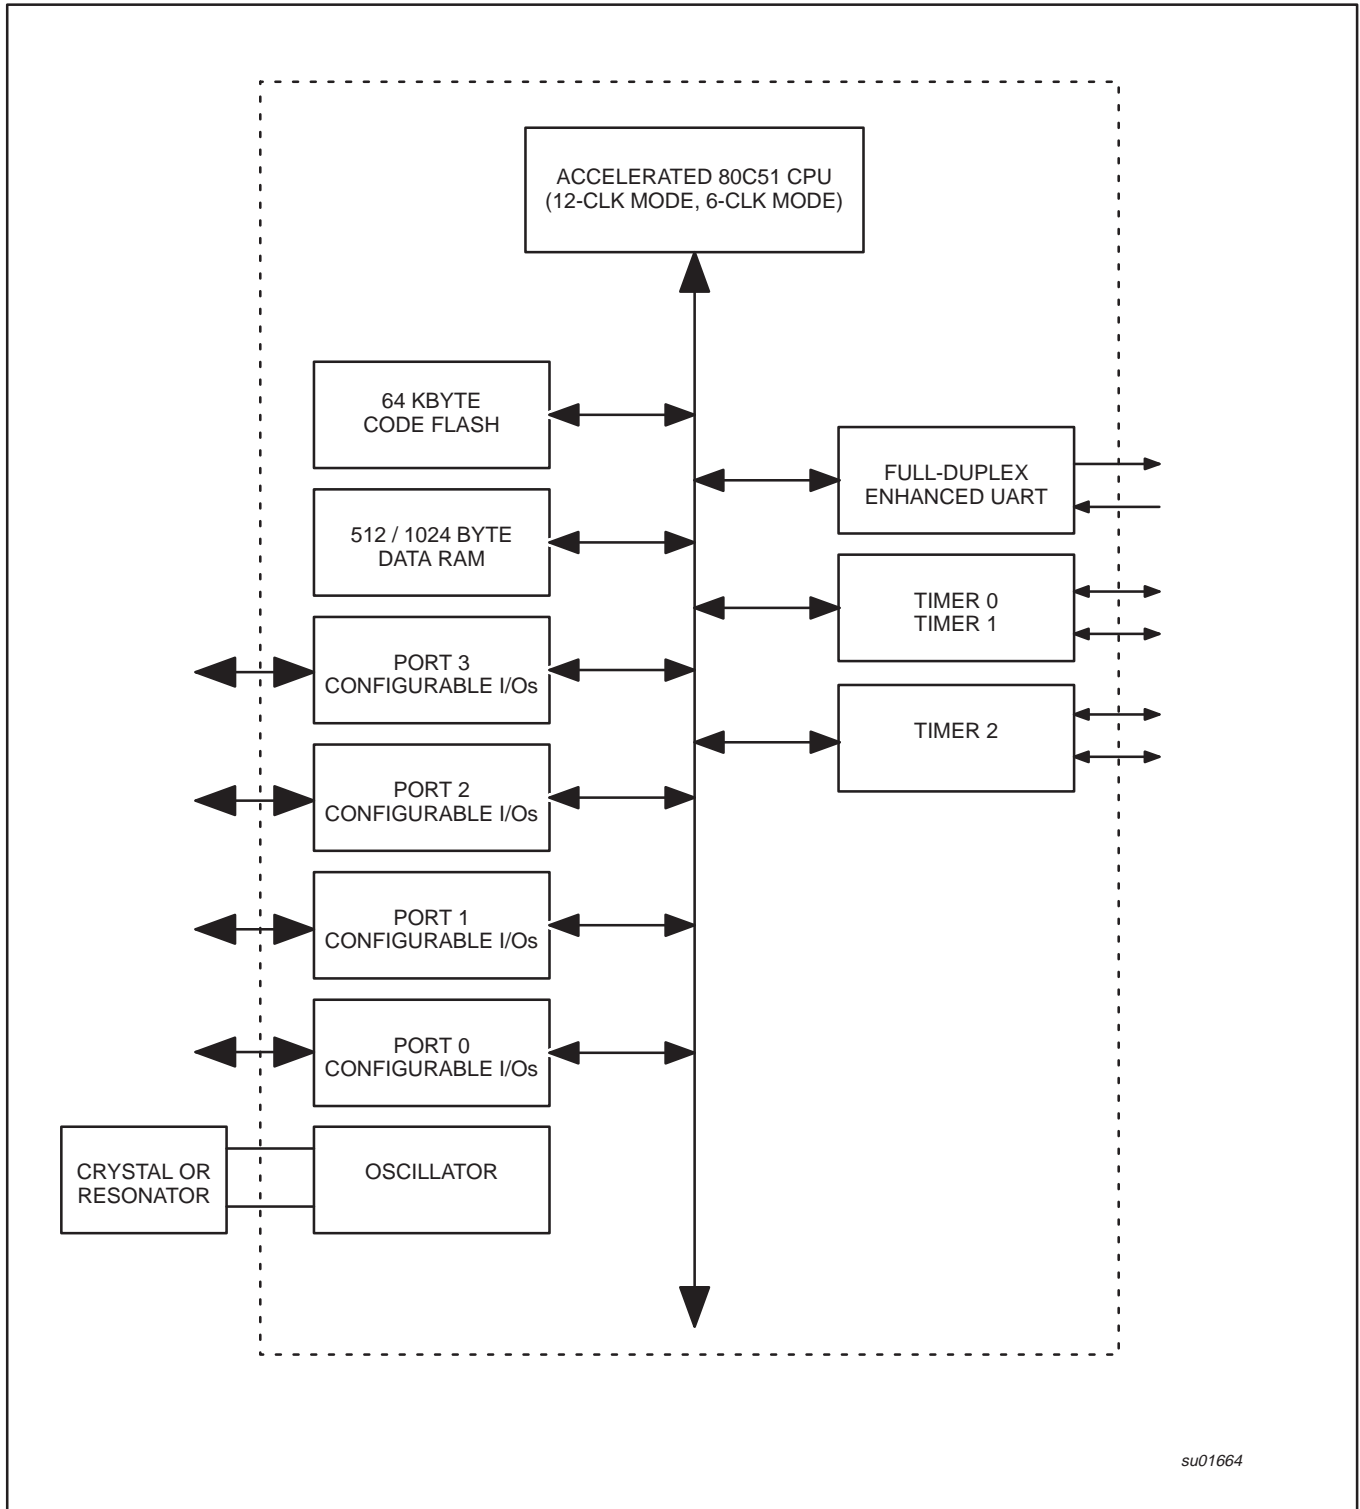 ACCELERATED 80C51 CPU
(12-CLK MODE, 6-CLK MODE)
64 KBYTE
CODE FLASH
512 / 1024 BYTE
DATA RAM
PORT 3
CONFIGURABLE I/Os
PORT 2
CONFIGURABLE I/Os
PORT 1
CONFIGURABLE I/Os
PORT 0
CONFIGURABLE I/Os
CRYSTAL OR
RESONATOR
OSCILLATOR
FULL-DUPLEX
ENHANCED UART
TIMER 0
TIMER 1
TIMER 2
su01664